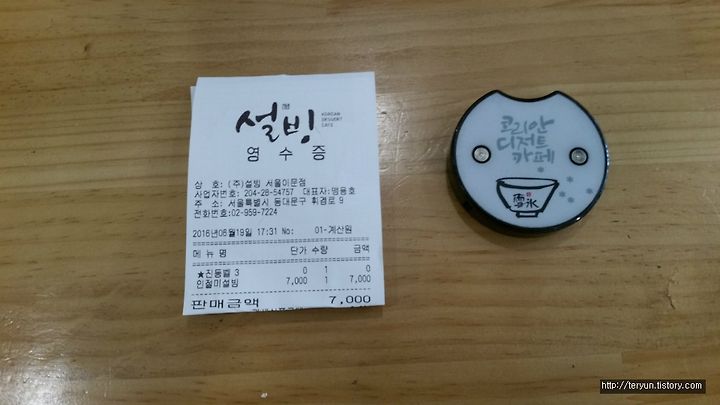 설빙
KOREAN
DESSERT
CAFE
영 수 증
상 호: (주)설빙 서울이문점
사업자번호: 204-28-54757 대표자:명용호
주 소: 서울특별시 동대문구 휘경로 9
전화번호:02-959-7224
2016년06월19일 17:31 No: 01-계산원
메뉴 명 단가 수량 금액
★진동벨 3 0 1 0
인절미설빙 7,000 1 7,000
판매금액 7,000
코리안
디저트
카페
雪氷
http://teryun.tistory.com